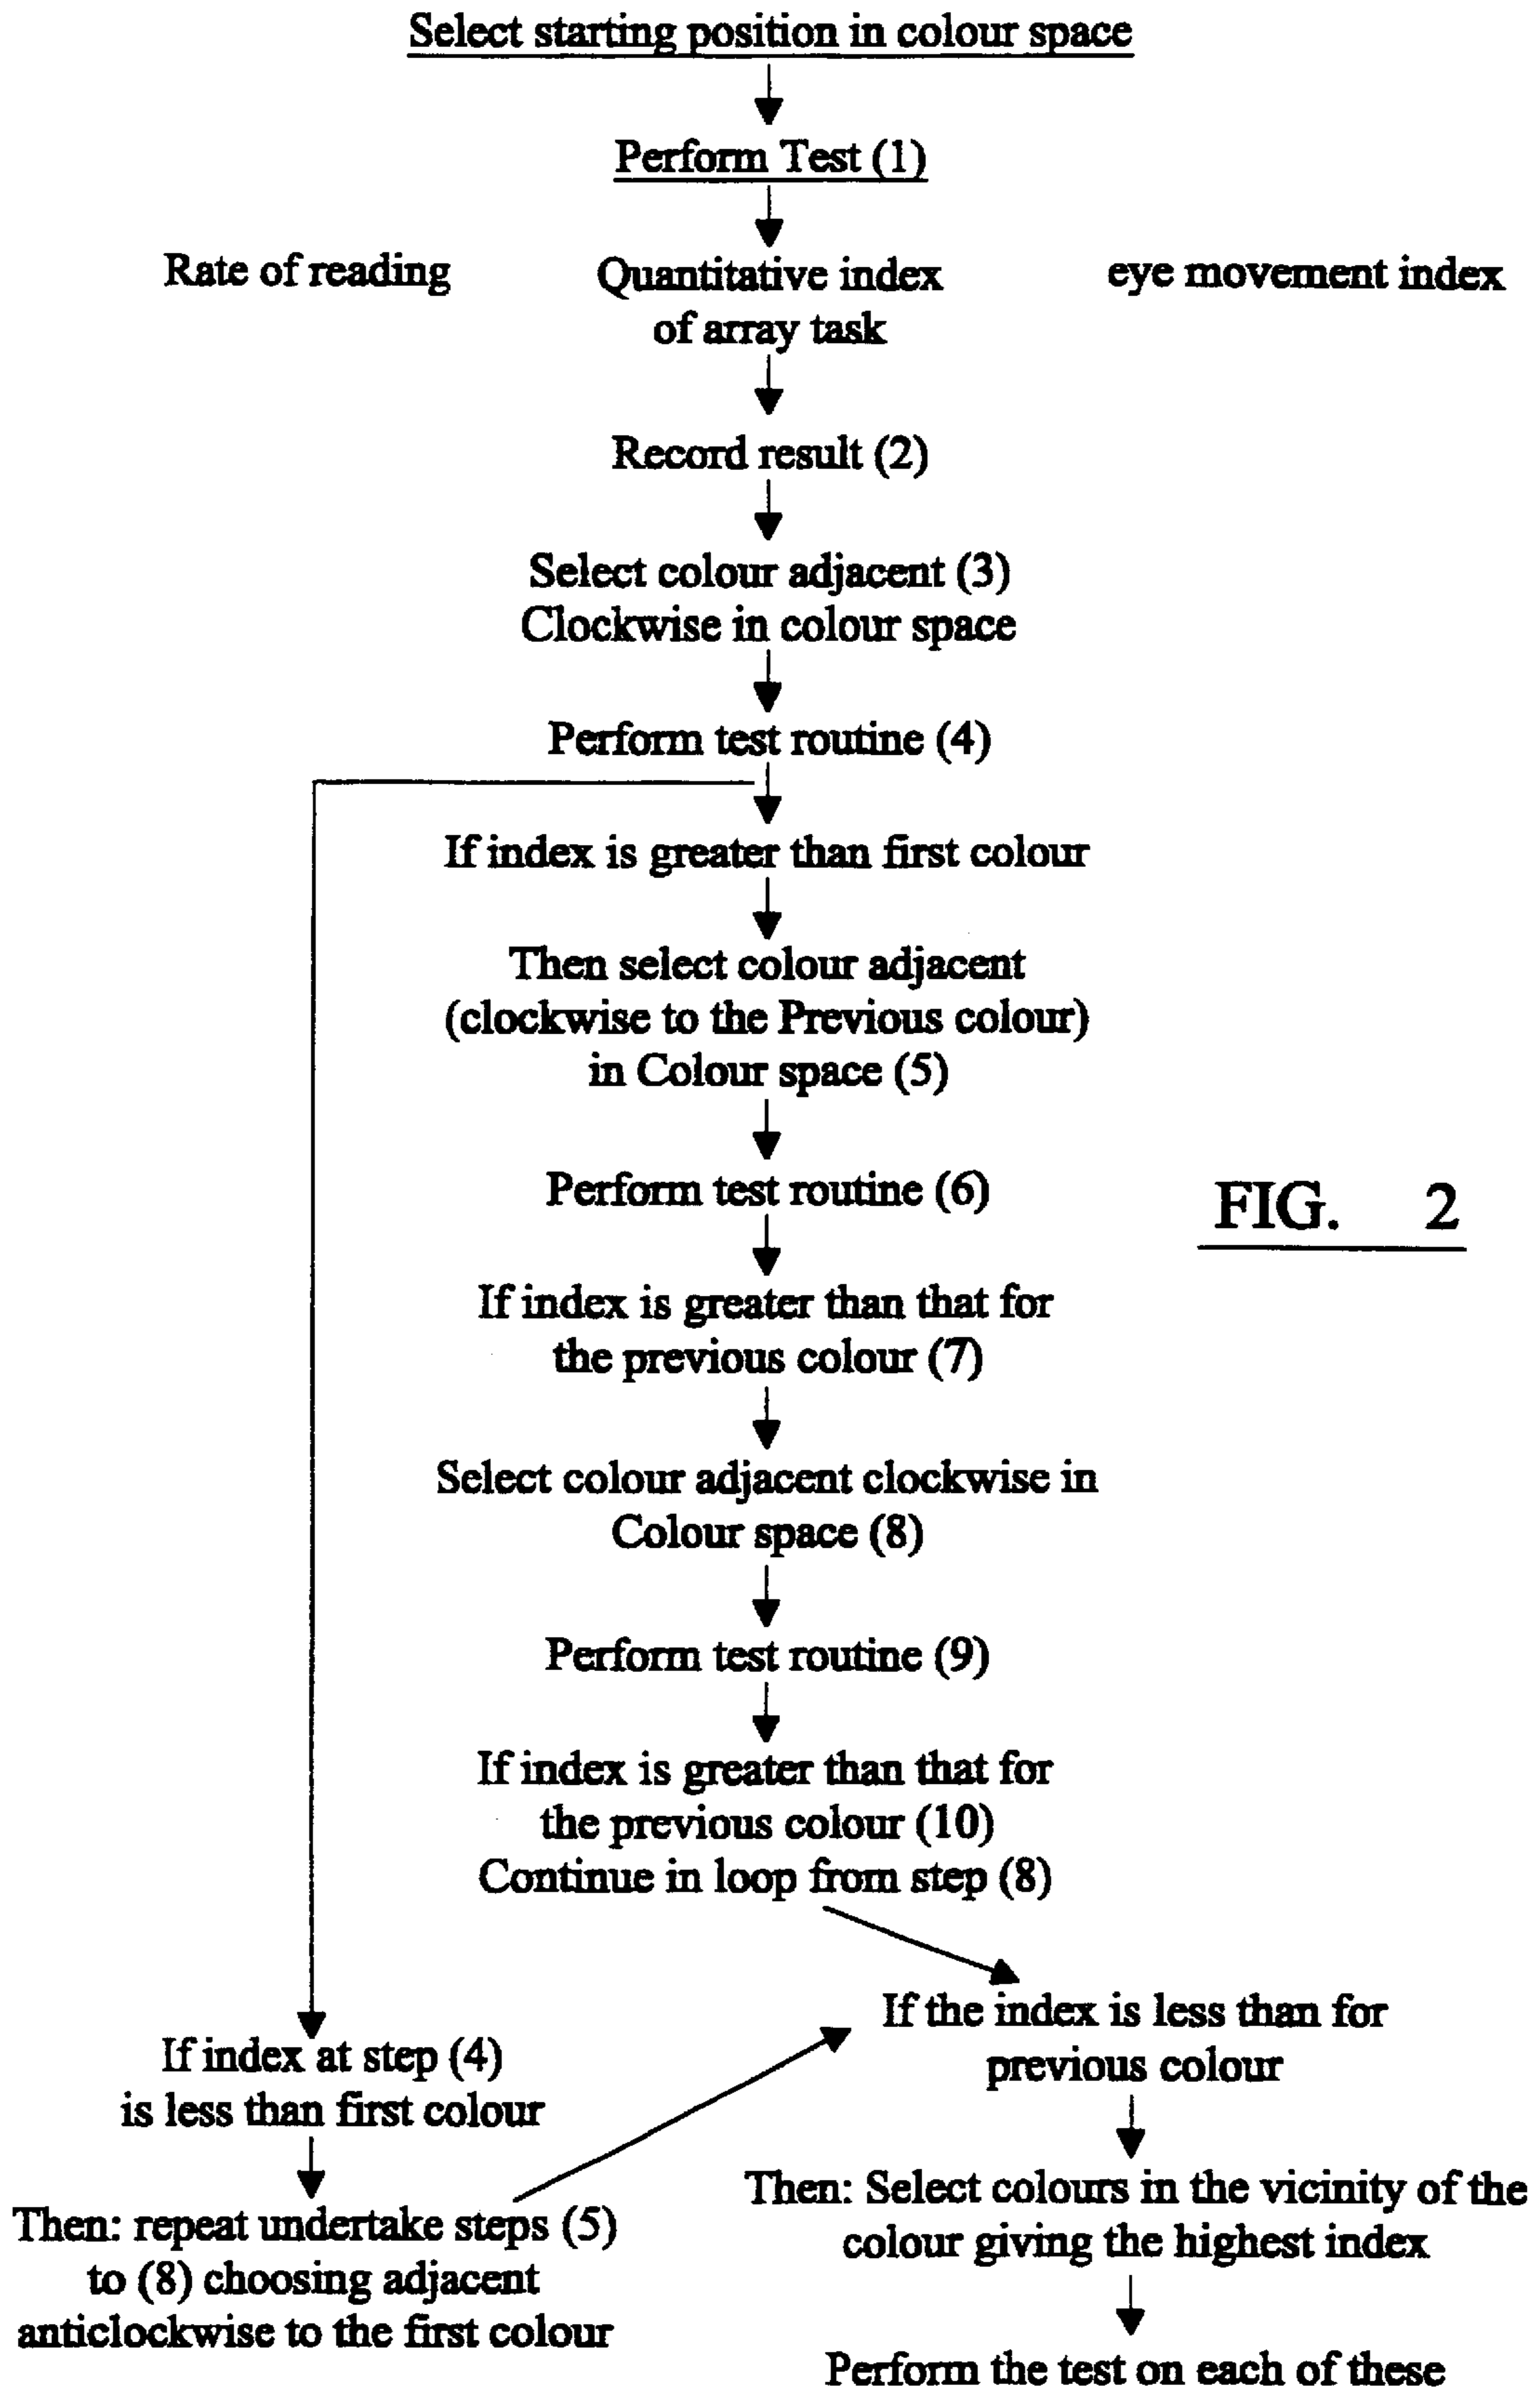 Select starting position in colour space
Perform Test (1)
Rate of reading
Quantitative index
of array task
eye movement index
Record result (2)
Select colour adjacent (3)
Clockwise in colour space
Perform test routine (4)
If index is greater than first colour
Then select colour adjacent
(clockwise to the Previous colour)
in Colour space (5)
Perform test routine (6)
FIG. 2
If index is greater than that for
the previous colour (7)
Select colour adjacent clockwise in
Colour space (8)
Perform test routine (9)
If index is greater than that for
the previous colour (10)
Continue in loop from step (8)
If index at step (4)
is less than first colour
Then: repeat undertake steps (5)
to (8) choosing adjacent
anticlockwise to the first colour
If the index is less than for
previous colour
Then: Select colours in the vicinity of the
colour giving the highest index
Perform the test on each of these